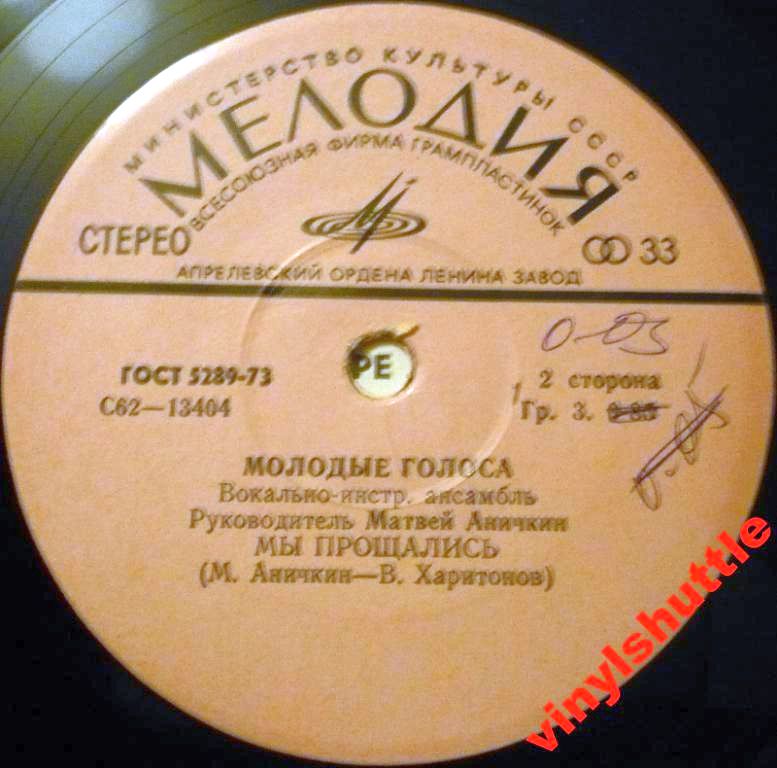 МИНИСТЕРСТВО КУЛЬТУРЫ СССР
МЕЛОДИЯ
ВСЕСОЮЗНАЯ ФИРМА ГРАМПЛАСТИНОК
СТЕРЕО
33
АПРЕЛЕВСКИЙ ОРДЕНА ЛЕНИНА ЗАВОД
0-03
РЕ
ГОСТ 5289-73
2 сторона
С62—13404
Гр. 3.
МОЛОДЫЕ ГОЛОСА
Вокально-инстр. ансамбль
Руководитель Матвей Аничкин
МЫ ПРОЩАЛИСЬ
(М. Аничкин—В. Харитонов)
vinylshuttle